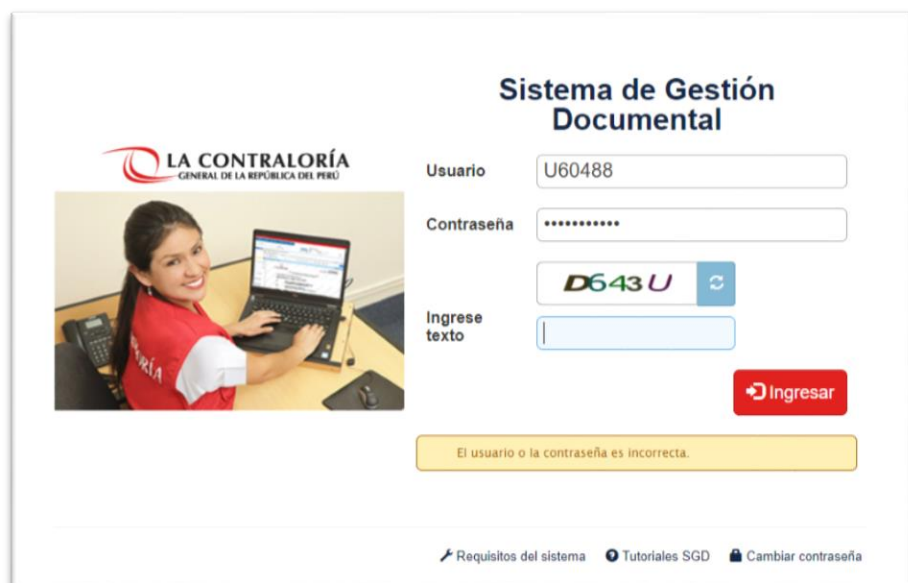 Sistema de Gestión
Documental
LA CONTRALORÍA
GENERAL DE LA REPÚBLICA DEL PERÚ
Usuario
U60488
Contraseña
•••••••••••
D643U
Ingrese
texto
Ingresar
El usuario o la contraseña es incorrecta.
Requisitos del sistema
Tutoriales SGD
Cambiar contraseña